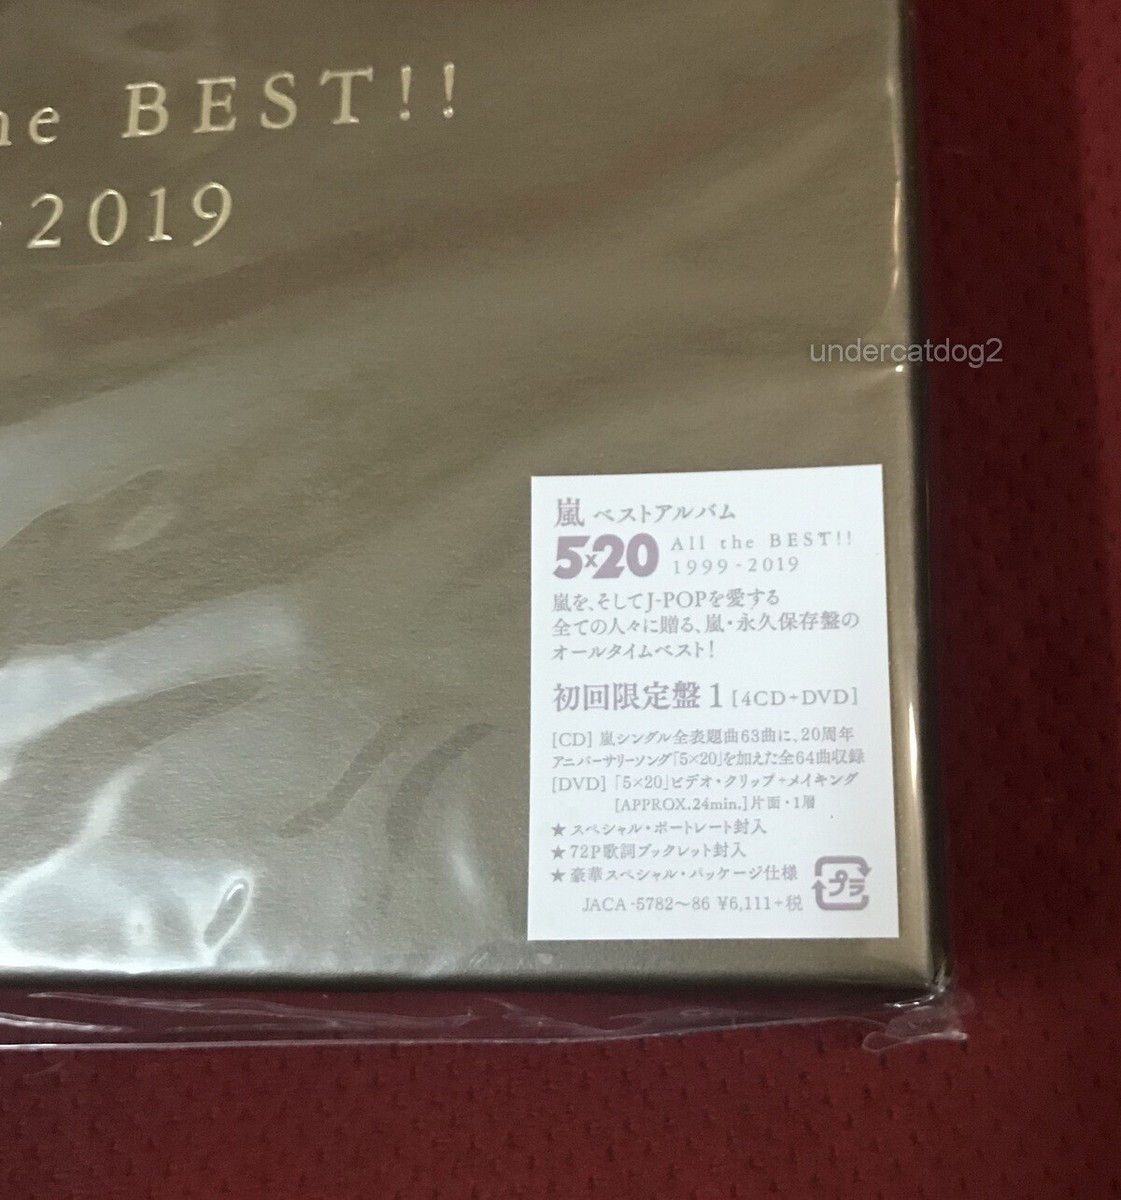 he BEST!!
-2019
undercatdog2
嵐 ベストアルバム
5×20 All the BEST!!
1999-2019
嵐を、そしてJ-POPを愛する
全ての人々に贈る、嵐・永久保存盤の
オールタイムベスト!
初回限定盤1[4CD+DVD]
[CD] 嵐シングル全表題曲63曲に、20周年
アニバーサリーソング「5×20」を加えた全64曲収録
[DVD]「5×20」ビデオ・クリップ+メイキング
[APPROX.24min.]片面・1層
★スペシャル・ポートレート封入
★72P歌詞ブックレット封入
★豪華スペシャル・パッケージ仕様
プラ
JACA-5782〜86 ¥6,111+税